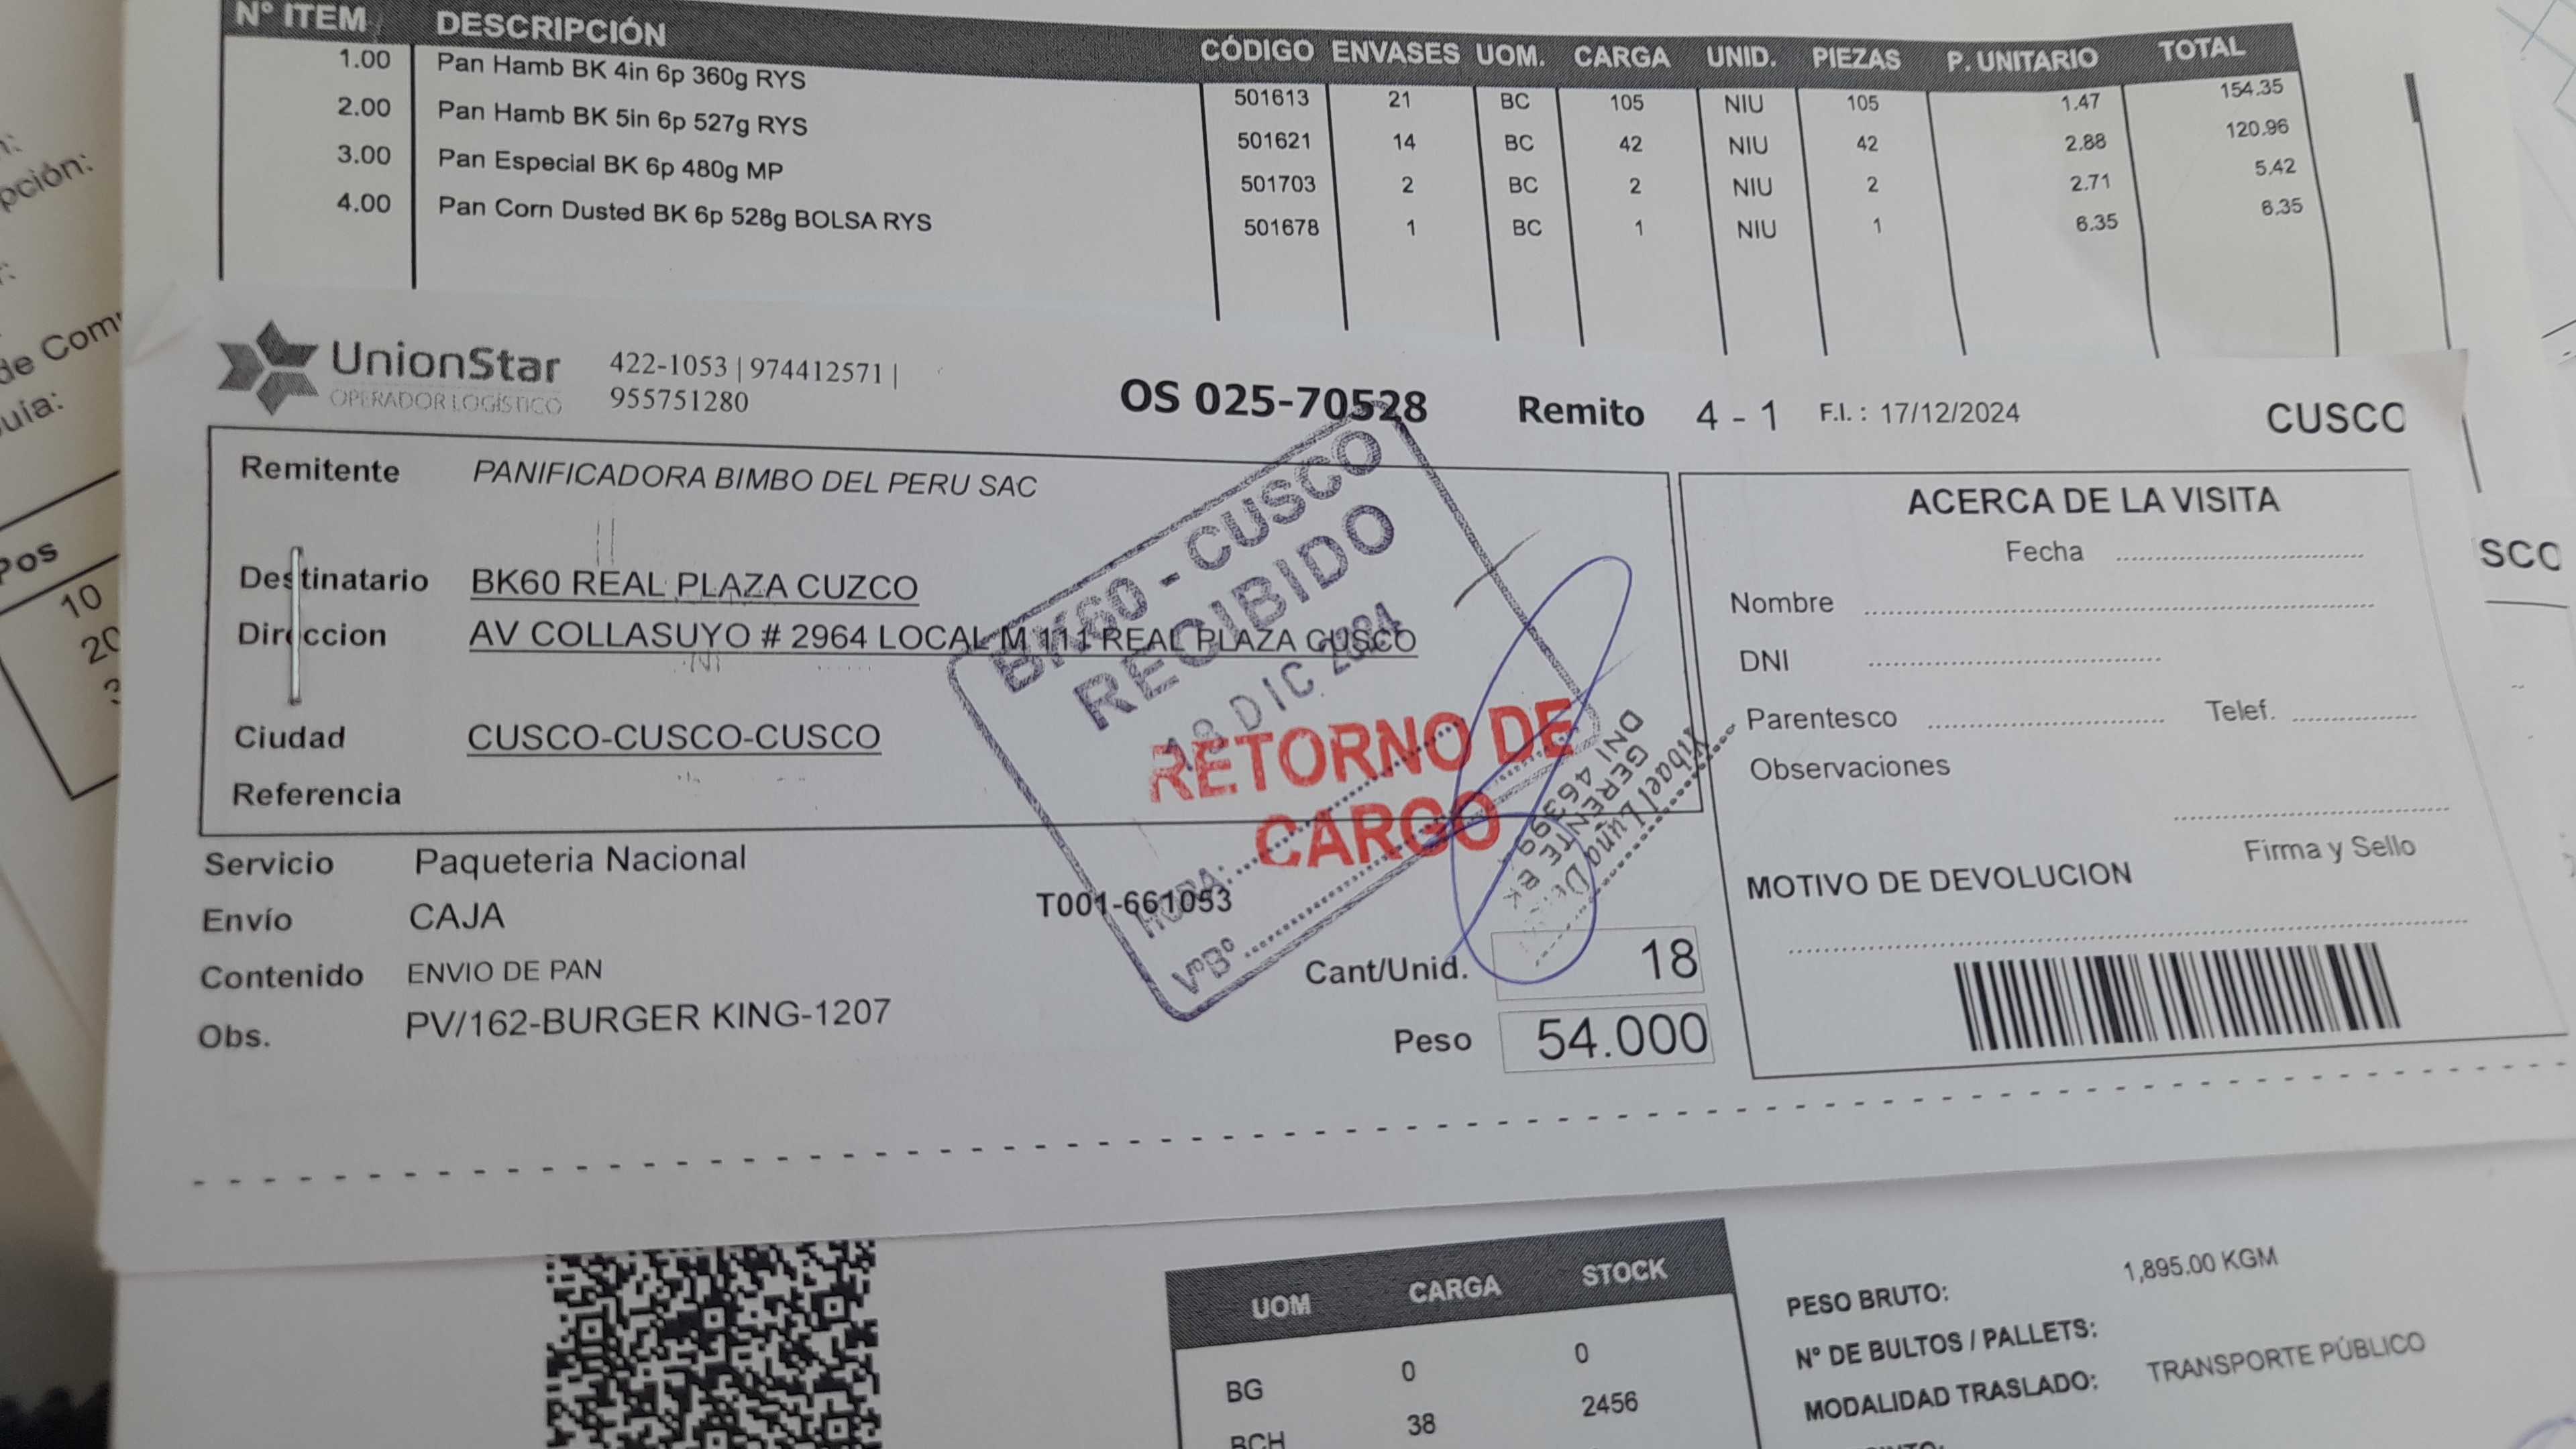 Nº ITEM DESCRIPCIÓN CÓDIGO ENVASES UOM. CARGA UNID. PIEZAS P. UNITARIO TOTAL
1.00 Pan Hamb BK 4in 6p 360g RYS 501613 21 BC 105 NIU 105 1.47 154.35
2.00 Pan Hamb BK 5in 6p 527g RYS 501621 14 BC 42 NIU 42 2.88 120.96
3.00 Pan Especial BK 6p 480g MP 501703 2 BC 2 NIU 2 2.71 5.42
4.00 Pan Corn Dusted BK 6p 528g BOLSA RYS 501678 1 BC 1 NIU 1 6.35 6.35
UnionStar
OPERADOR LOGÍSTICO
422-1053 | 974412571 |
955751280
OS 025-70528 Remito 4 - 1 F.I. : 17/12/2024 CUSCO
Remitente PANIFICADORA BIMBO DEL PERU SAC
Destinatario BK60 REAL PLAZA CUZCO
Direccion AV COLLASUYO # 2964 LOCAL M 111 REAL PLAZA CUSCO
Ciudad CUSCO-CUSCO-CUSCO
Referencia
BK60 - CUSCO
RECIBIDO
DIC
HORA:
VºBº
RETORNO DE
CARGO
GERENTE BK
DNI
Servicio Paqueteria Nacional
Envío CAJA
T001-661053
Contenido ENVIO DE PAN
Obs. PV/162-BURGER KING-1207
Cant/Unid. 18
Peso 54.000
ACERCA DE LA VISITA
Fecha
Nombre
DNI
Parentesco Telef.
Observaciones
Firma y Sello
MOTIVO DE DEVOLUCION
Pos
10
UOM CARGA STOCK
BG 0 0
BCH 38 2456
PESO BRUTO: 1,895.00 KGM
Nº DE BULTOS / PALLETS:
MODALIDAD TRASLADO: TRANSPORTE PÚBLICO